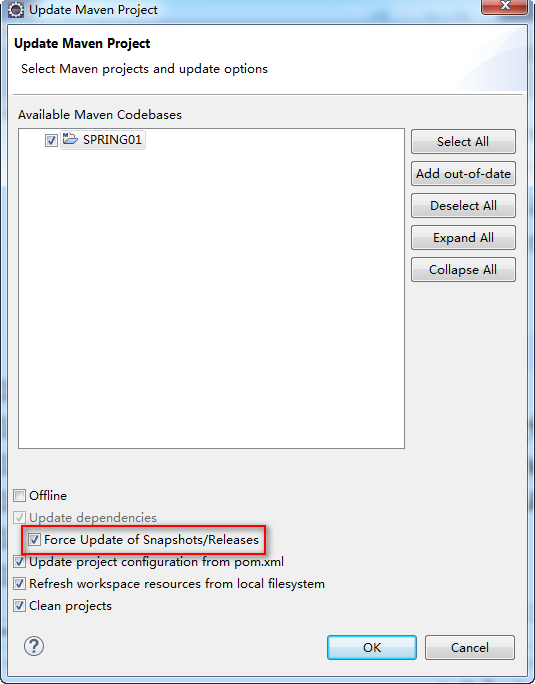 Update Maven Project
Update Maven Project
Select Maven projects and update options
Available Maven Codebases
SPRING01
Select All
Add out-of-date
Deselect All
Expand All
Collapse All
Offline
Update dependencies
Force Update of Snapshots/Releases
Update project configuration from pom.xml
Refresh workspace resources from local filesystem
Clean projects
?
OK
Cancel